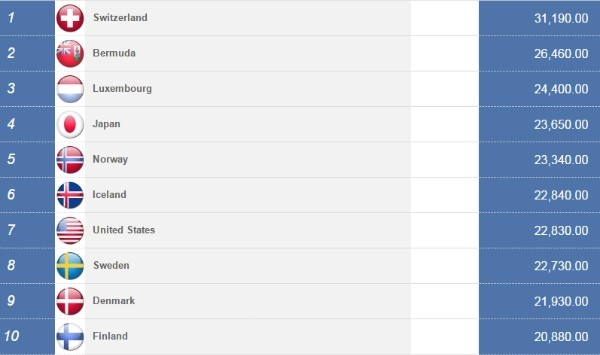 1 Switzerland 31,190.00
2 Bermuda 26,460.00
3 Luxembourg 24,400.00
4 Japan 23,650.00
5 Norway 23,340.00
6 Iceland 22,840.00
7 United States 22,830.00
8 Sweden 22,730.00
9 Denmark 21,930.00
10 Finland 20,880.00